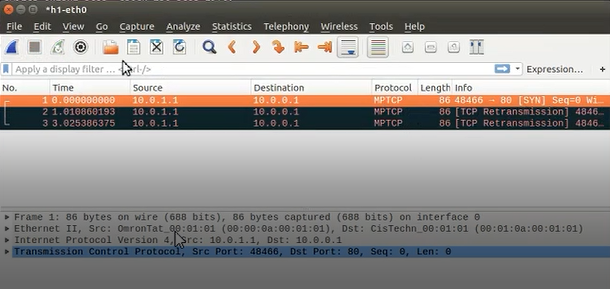 *h1-eth0
File Edit View Go Capture Analyze Statistics Telephony Wireless Tools Help
Apply a display filter ... trl-/>
Expression… +
No. Time Source Destination Protocol Length Info
1 0.000000000 10.0.1.1 10.0.0.1 MPTCP 86 48466 → 80 [SYN] Seq=0 Wi…
2 1.010860193 10.0.1.1 10.0.0.1 MPTCP 86 [TCP Retransmission] 4846…
3 3.025386375 10.0.1.1 10.0.0.1 MPTCP 86 [TCP Retransmission] 4846…
Frame 1: 86 bytes on wire (688 bits), 86 bytes captured (688 bits) on interface 0
Ethernet II, Src: OmronTat_00:01:01 (00:00:0a:00:01:01), Dst: CisTechn_00:01:01 (00:01:0a:00:01:01)
Internet Protocol Version 4, Src: 10.0.1.1, Dst: 10.0.0.1
Transmission Control Protocol, Src Port: 48466, Dst Port: 80, Seq: 0, Len: 0